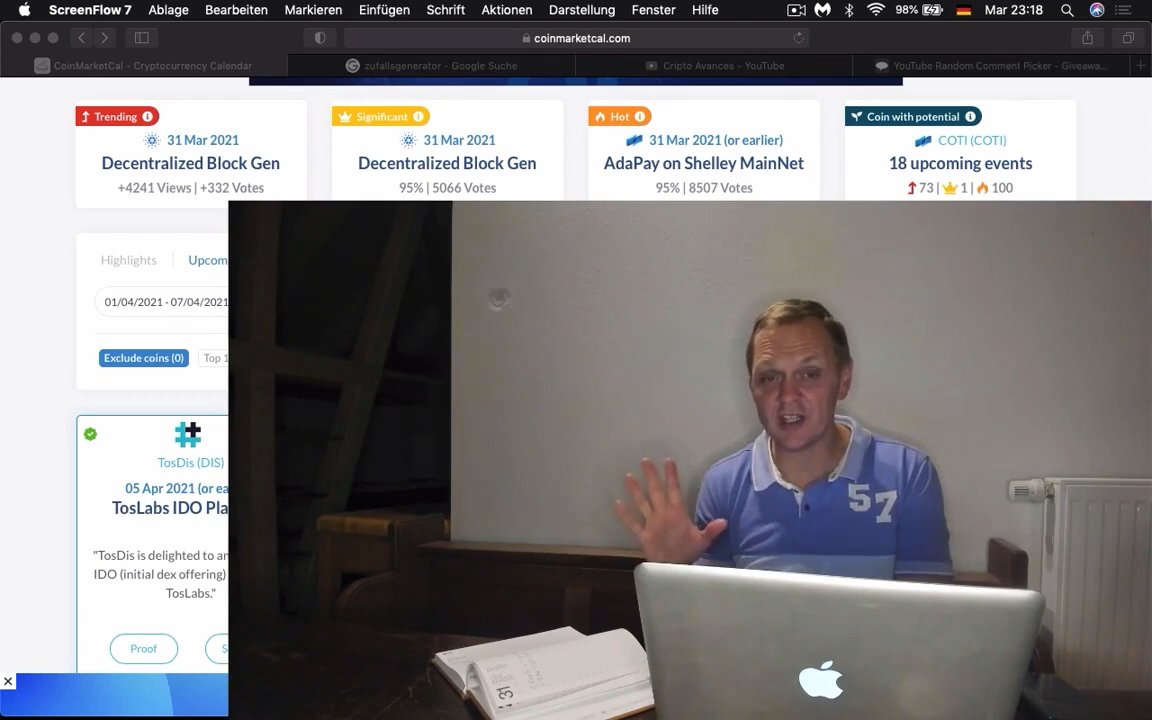 ScreenFlow 7 Ablage Bearbeiten Markieren Einfügen Schrift Aktionen Darstellung Fenster Hilfe 98% Mar 23:18
coinmarketcal.com
CoinMarketCal - Cryptocurrency Calendar
zufallsgenerator - Google Suche
Cripto Avances - YouTube
YouTube Random Comment Picker - Giveawa...
Trending
31 Mar 2021
Decentralized Block Gen
+4241 Views | +332 Votes
Significant
31 Mar 2021
Decentralized Block Gen
95% | 5066 Votes
Hot
31 Mar 2021 (or earlier)
AdaPay on Shelley MainNet
95% | 8507 Votes
Coin with potential
COTI (COTI)
18 upcoming events
73 | 1 | 100
Highlights
Upcom
01/04/2021 - 07/04/2021
Exclude coins (0)
Top 1
TosDis (DIS)
05 Apr 2021 (or ea
TosLabs IDO Pla
"TosDis is delighted to an
IDO (initial dex offering)
TosLabs."
Proof
S
57
31